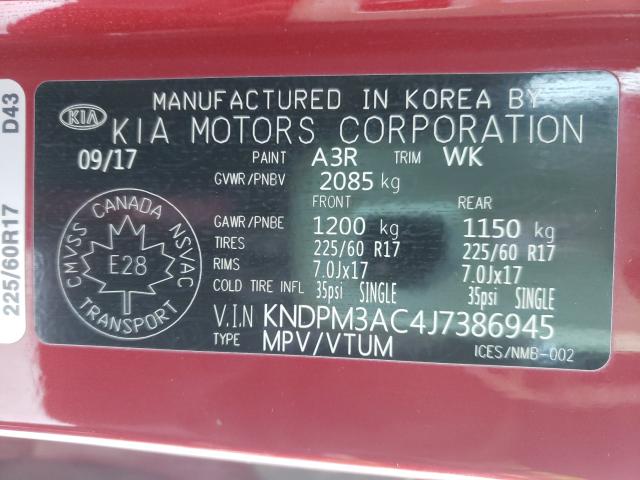 225/60R17 D43
MANUFACTURED IN KOREA BY
KIA KIA MOTORS CORPORATION
09/17 PAINT A3R TRIM WK
GVWR/PNBV 2085 kg
FRONT REAR
GAWR/PNBE 1200 kg 1150 kg
TIRES 225/60 R17 225/60 R17
RIMS 7.0Jx17 7.0Jx17
COLD TIRE INFL 35psi SINGLE 35psi SINGLE
V.I.N KNDPM3AC4J7386945
TYPE MPV/VTUM
ICES/NMB-002
CMVSS CANADA NSVAC
E28
TRANSPORT